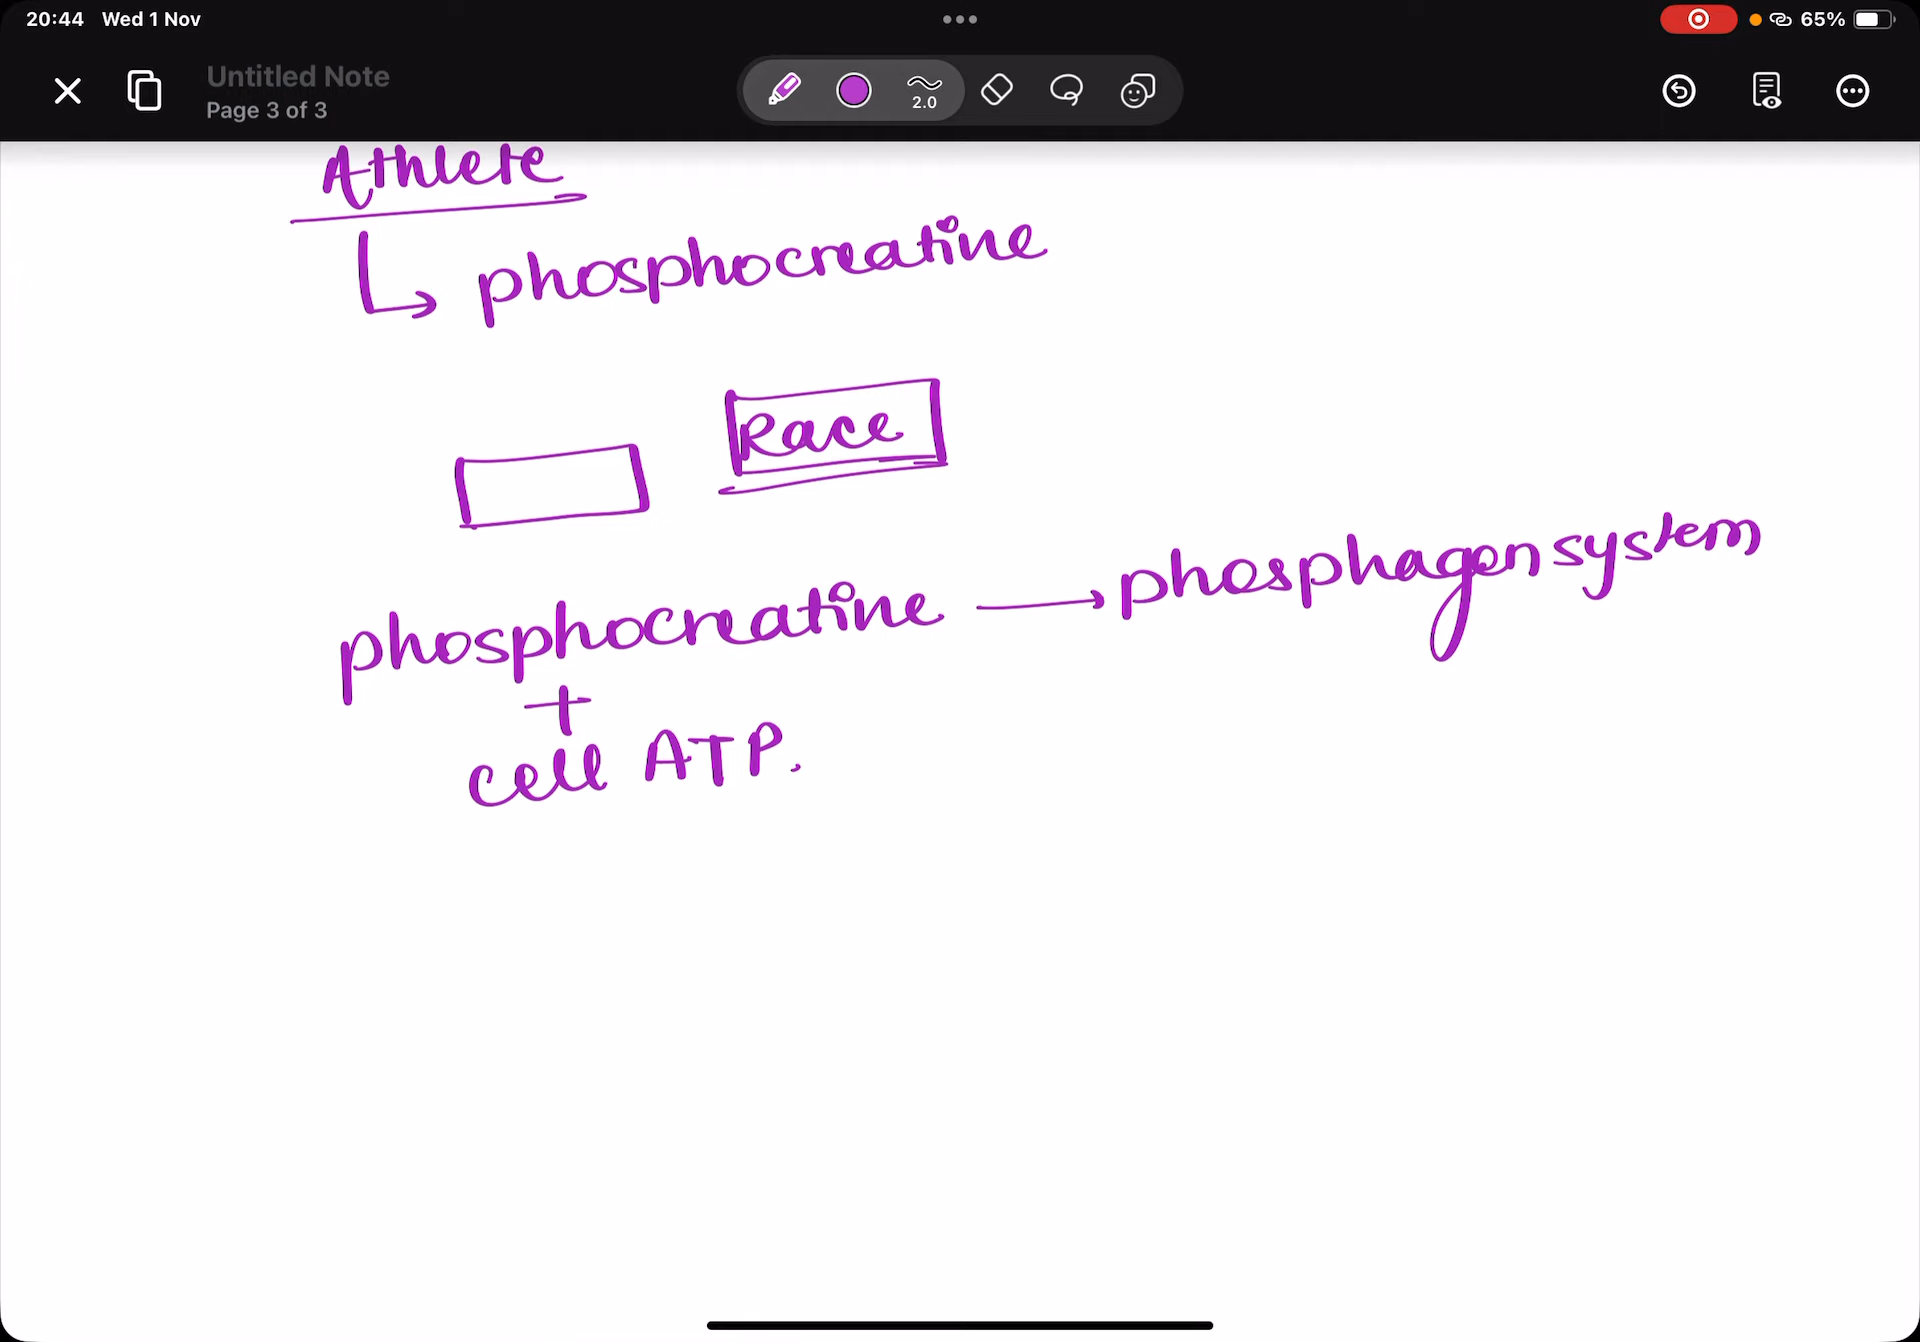 20:44 Wed 1 Nov
65%
Untitled Note
Page 3 of 3
2.0
Athlete
phosphocreatine
Race
phosphocreatine → phosphagen system
+
cell ATP.